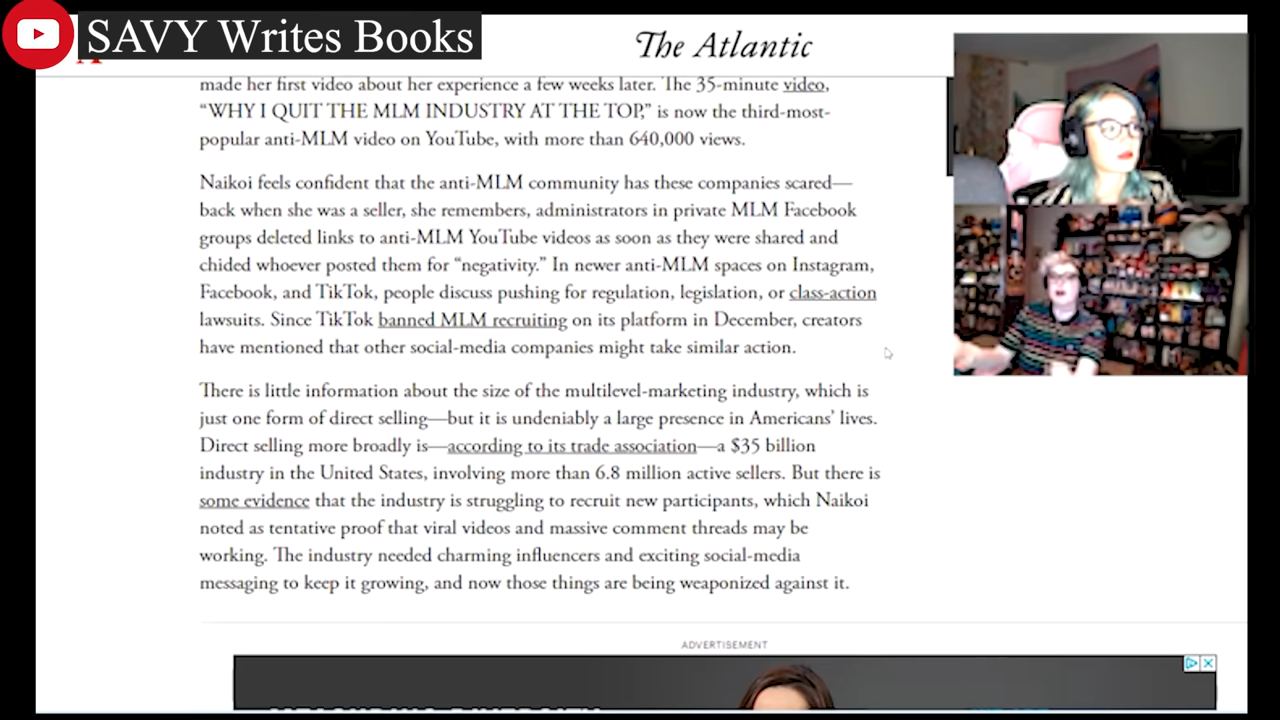 SAVY Writes Books
The Atlantic
made her first video about her experience a few weeks later. The 35-minute video,
“WHY I QUIT THE MLM INDUSTRY AT THE TOP,” is now the third-most-
popular anti-MLM video on YouTube, with more than 640,000 views.
Naikoi feels confident that the anti-MLM community has these companies scared—
back when she was a seller, she remembers, administrators in private MLM Facebook
groups deleted links to anti-MLM YouTube videos as soon as they were shared and
chided whoever posted them for “negativity.” In newer anti-MLM spaces on Instagram,
Facebook, and TikTok, people discuss pushing for regulation, legislation, or class-action
lawsuits. Since TikTok banned MLM recruiting on its platform in December, creators
have mentioned that other social-media companies might take similar action.
There is little information about the size of the multilevel-marketing industry, which is
just one form of direct selling—but it is undeniably a large presence in Americans’ lives.
Direct selling more broadly is—according to its trade association—a $35 billion
industry in the United States, involving more than 6.8 million active sellers. But there is
some evidence that the industry is struggling to recruit new participants, which Naikoi
noted as tentative proof that viral videos and massive comment threads may be
working. The industry needed charming influencers and exciting social-media
messaging to keep it growing, and now those things are being weaponized against it.
ADVERTISEMENT